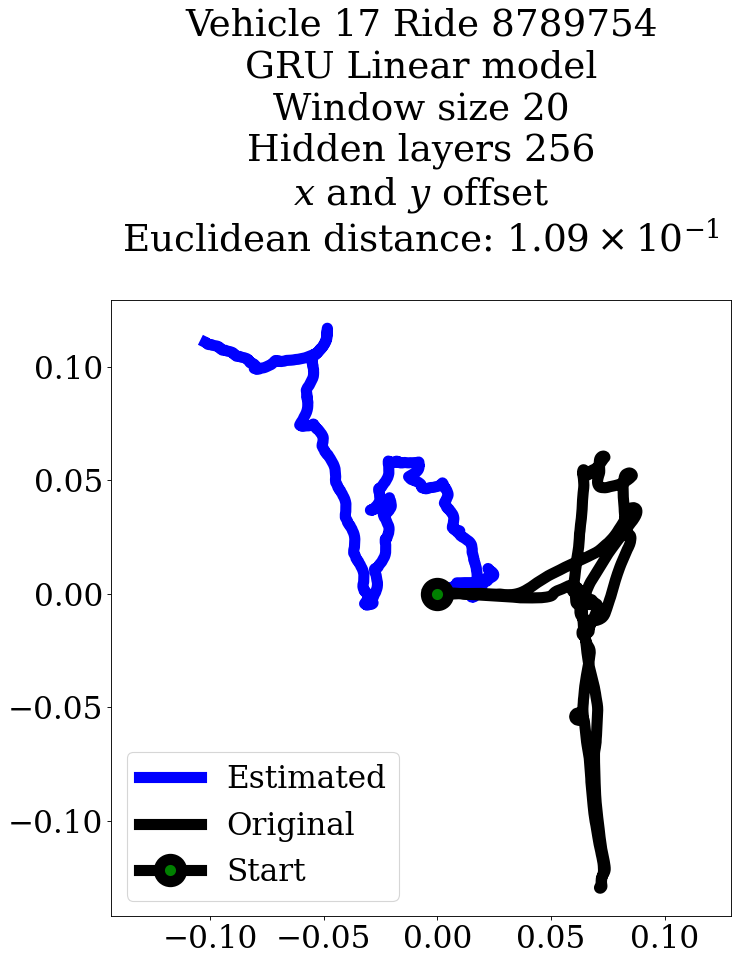 Vehicle 17 Ride 8789754
GRU Linear model
Window size 20
Hidden layers 256
x and y offset
Euclidean distance: 1.09 × 10⁻¹
0.10
0.05
0.00
−0.05
−0.10
Estimated
Original
Start
−0.10 −0.05 0.00 0.05 0.10